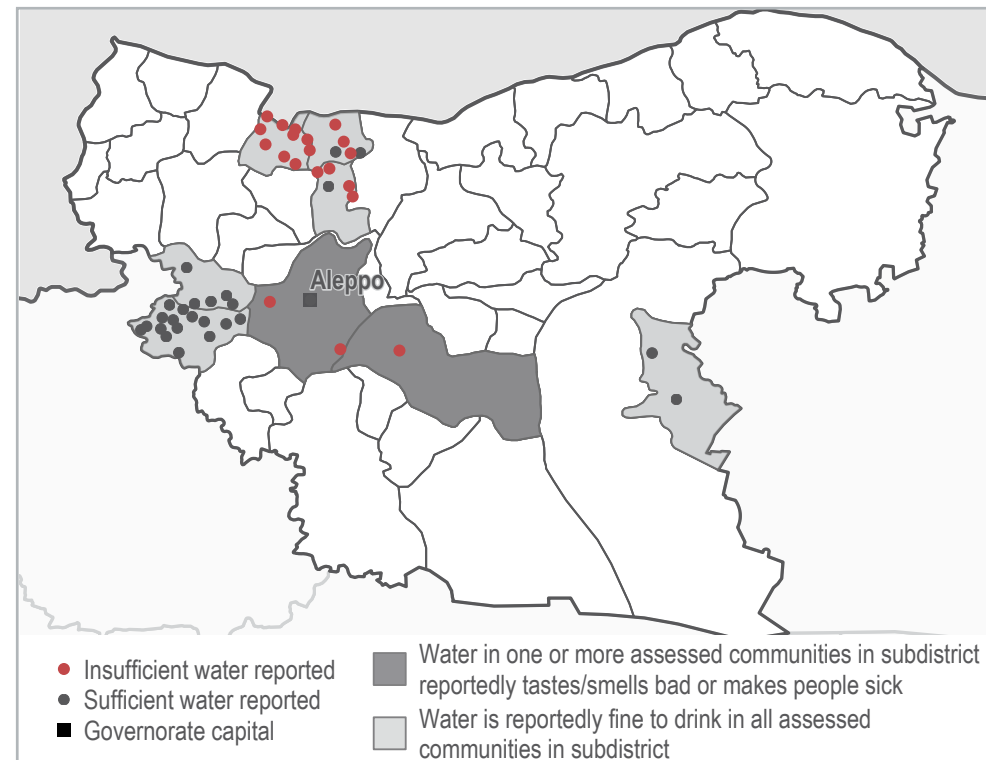 Aleppo
Insufficient water reported
Sufficient water reported
Governorate capital
Water in one or more assessed communities in subdistrict
reportedly tastes/smells bad or makes people sick
Water is reportedly fine to drink in all assessed
communities in subdistrict